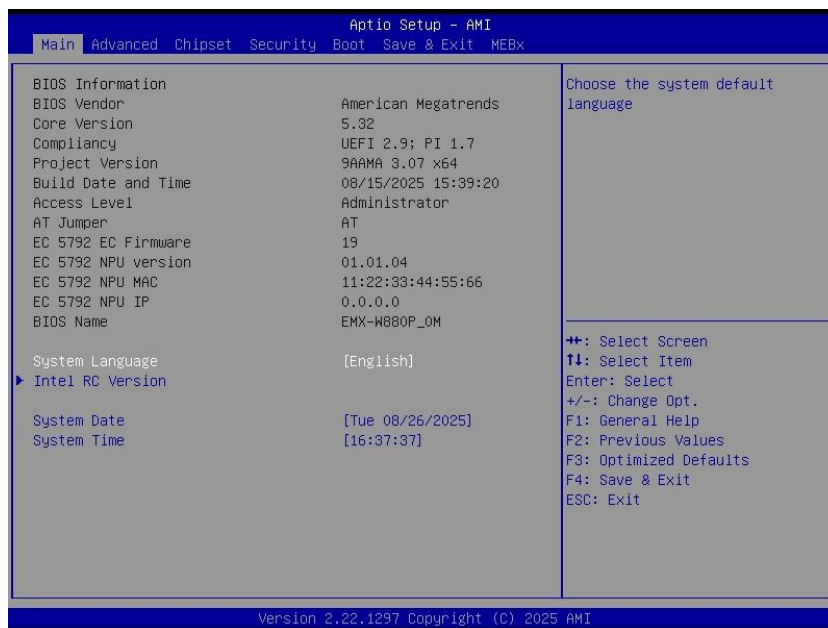 Aptio Setup - AMI
Main Advanced Chipset Security Boot Save & Exit MEBx
BIOS Information
BIOS Vendor American Megatrends
Core Version 5.32
Compliancy UEFI 2.9; PI 1.7
Project Version 9AAMA 3.07 x64
Build Date and Time 08/15/2025 15:39:20
Access Level Administrator
AT Jumper AT
EC 5792 EC Firmware 19
EC 5792 NPU version 01.01.04
EC 5792 NPU MAC 11:22:33:44:55:66
EC 5792 NPU IP 0.0.0.0
BIOS Name EMX-W880P_0M
System Language [English]
Intel RC Version
System Date [Tue 08/26/2025]
System Time [16:37:37]
Choose the system default
language
→←: Select Screen
↑↓: Select Item
Enter: Select
+/-: Change Opt.
F1: General Help
F2: Previous Values
F3: Optimized Defaults
F4: Save & Exit
ESC: Exit
Version 2.22.1297 Copyright (C) 2025 AMI